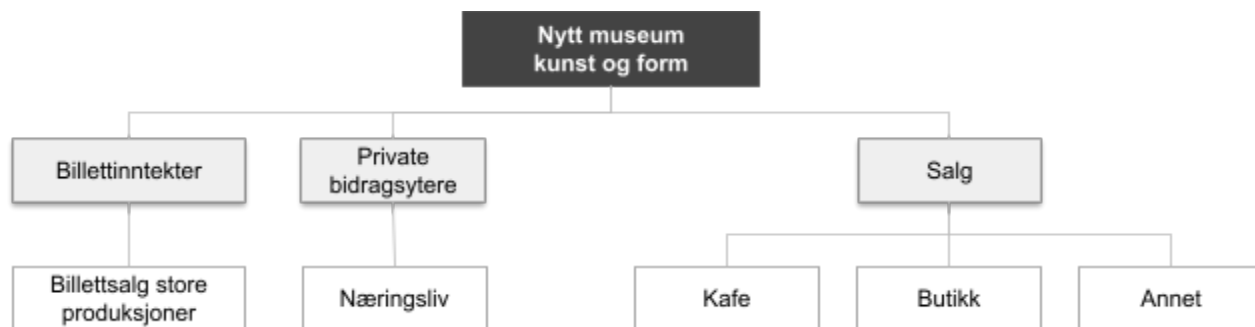 Nytt museum
kunst og form
Billettinntekter
Private
bidragsytere
Salg
Billettsalg store
produksjoner
Næringsliv
Kafe
Butikk
Annet